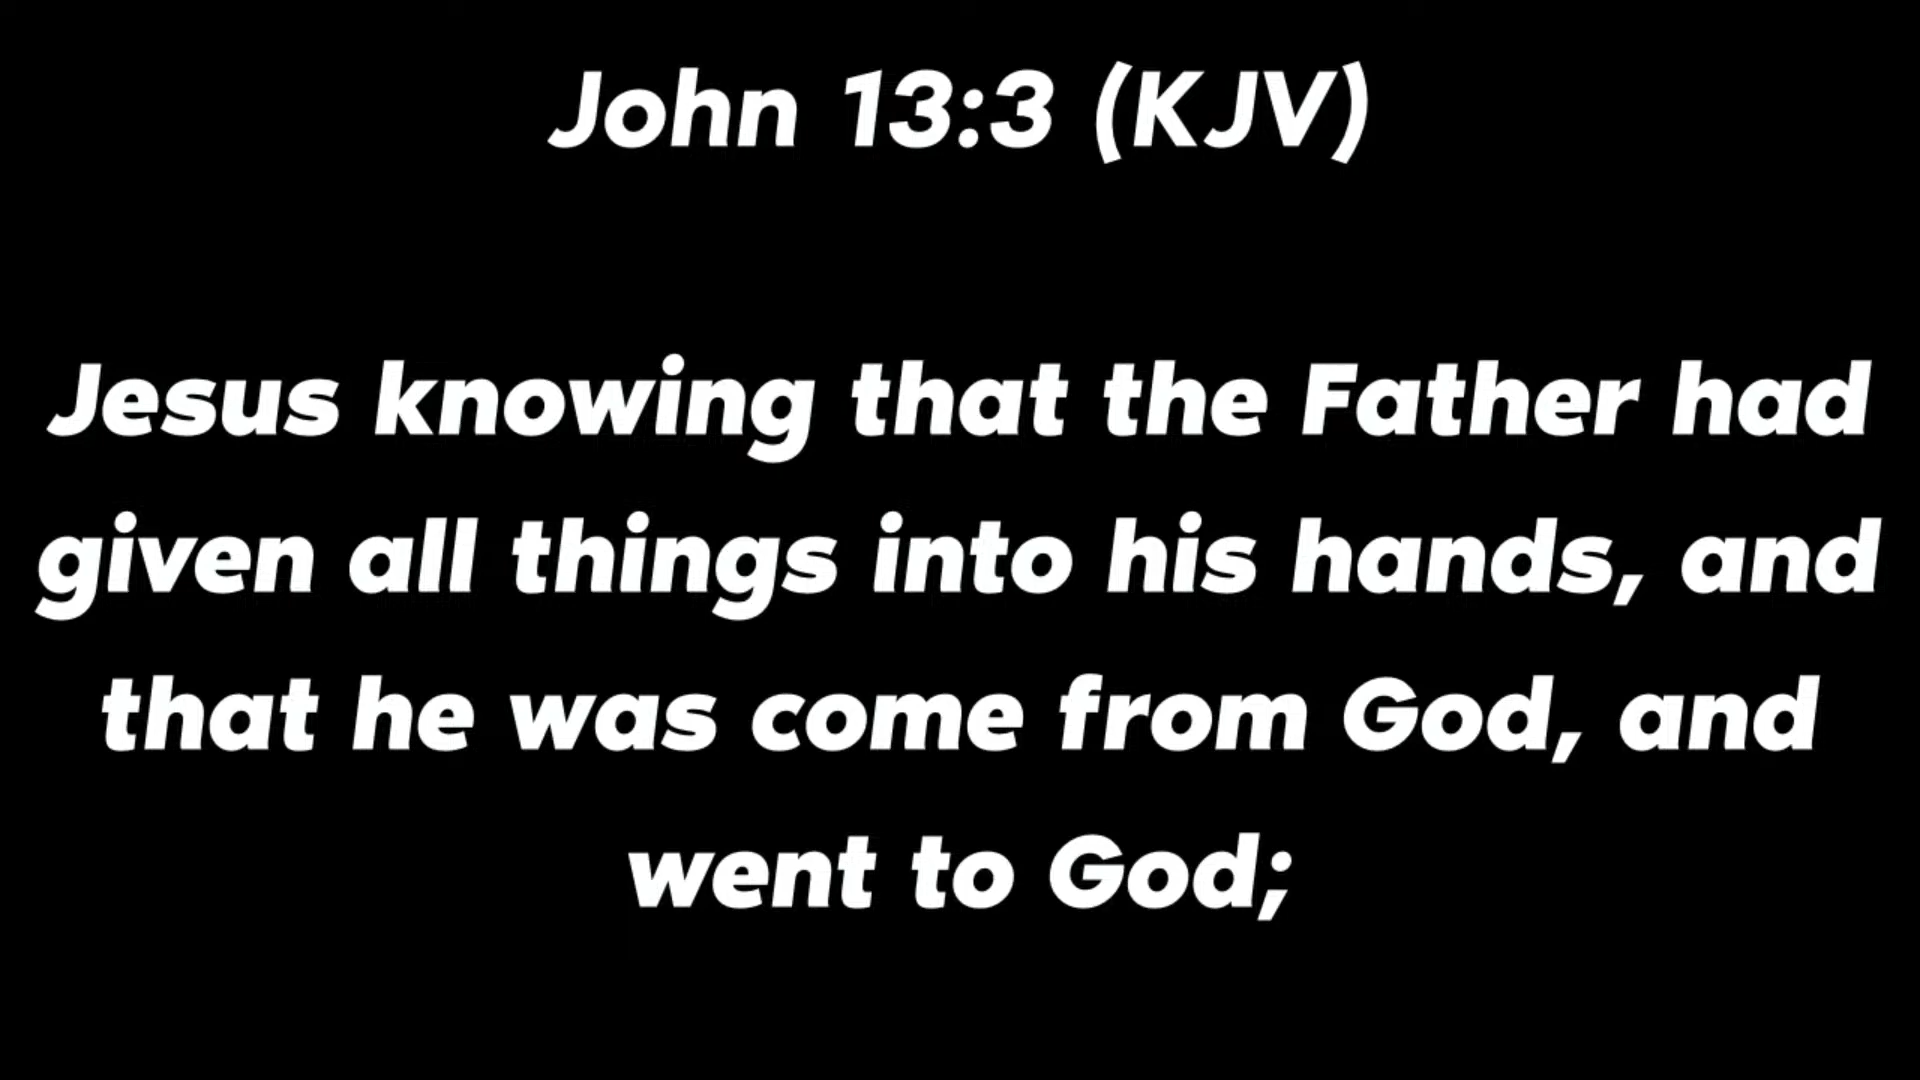 John 13:3 (KJV)
Jesus knowing that the Father had
given all things into his hands, and
that he was come from God, and
went to God;